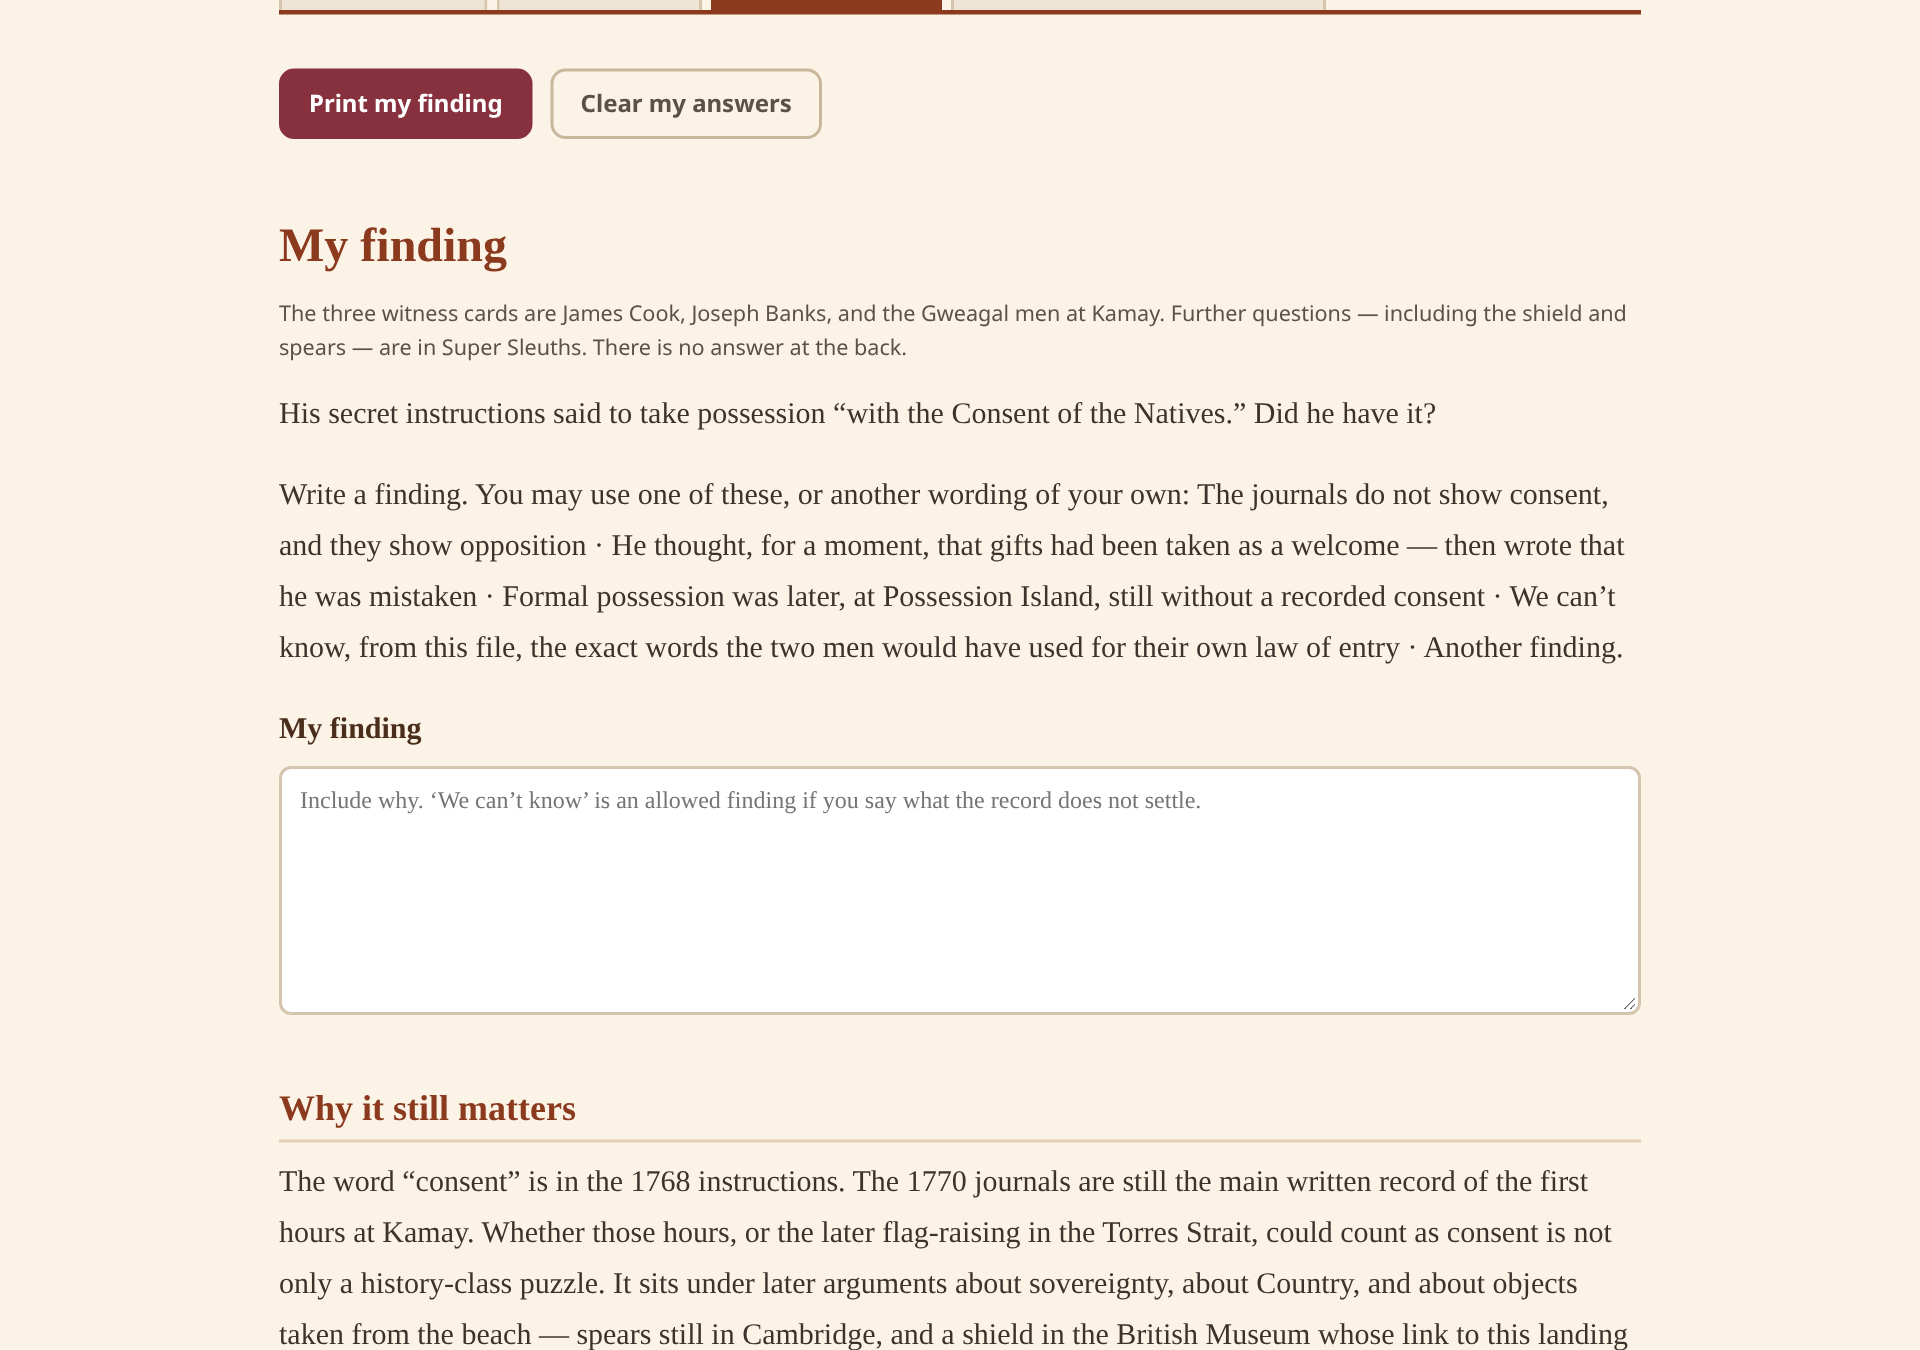 Print my finding
Clear my answers
My finding
The three witness cards are James Cook, Joseph Banks, and the Gweagal men at Kamay. Further questions — including the shield and
spears — are in Super Sleuths. There is no answer at the back.
His secret instructions said to take possession “with the Consent of the Natives.” Did he have it?
Write a finding. You may use one of these, or another wording of your own: The journals do not show consent,
and they show opposition · He thought, for a moment, that gifts had been taken as a welcome — then wrote that
he was mistaken · Formal possession was later, at Possession Island, still without a recorded consent · We can’t
know, from this file, the exact words the two men would have used for their own law of entry · Another finding.
My finding
Include why. ‘We can’t know’ is an allowed finding if you say what the record does not settle.
Why it still matters
The word “consent” is in the 1768 instructions. The 1770 journals are still the main written record of the first
hours at Kamay. Whether those hours, or the later flag-raising in the Torres Strait, could count as consent is not
only a history-class puzzle. It sits under later arguments about sovereignty, about Country, and about objects
taken from the beach — spears still in Cambridge, and a shield in the British Museum whose link to this landing